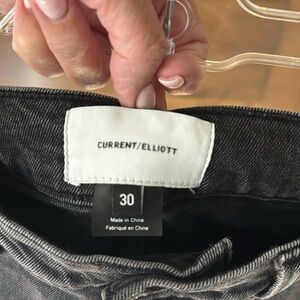 CURRENT/ELLIOTT
30
Made in China
Fabriqué en Chine